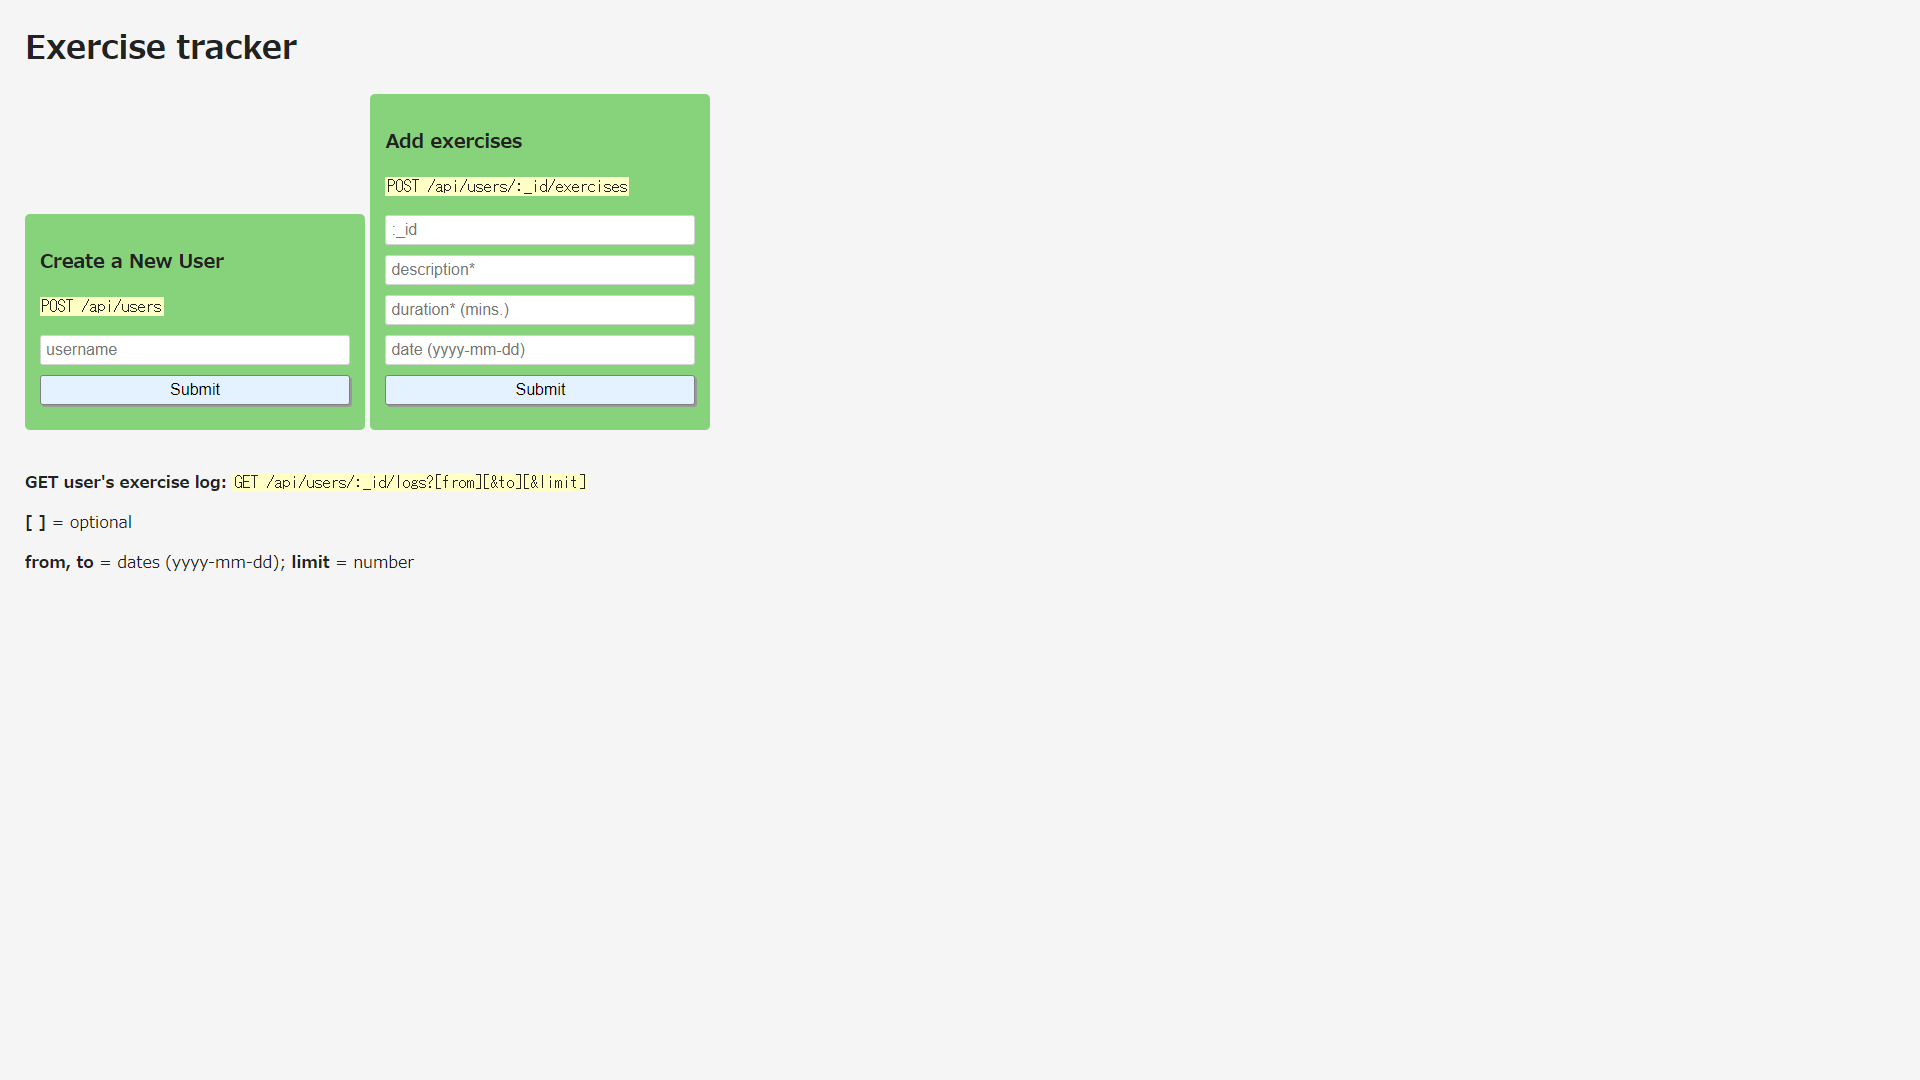 Exercise tracker
Create a New User
POST /api/users
username
Submit
Add exercises
POST /api/users/:_id/exercises
:_id
description*
duration* (mins.)
date (yyyy-mm-dd)
Submit
GET user's exercise log: GET /api/users/:_id/logs?[from][&to][&limit]
[ ] = optional
from, to = dates (yyyy-mm-dd); limit = number